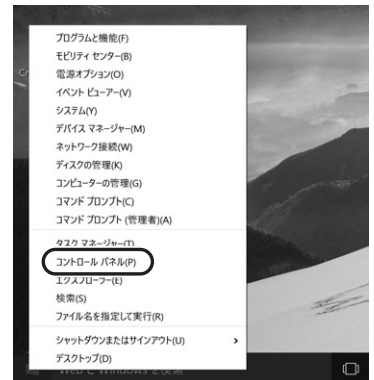 プログラムと機能(F)
モビリティ センター(B)
電源オプション(O)
イベント ビューアー(V)
システム(Y)
デバイス マネージャー(M)
ネットワーク接続(W)
ディスクの管理(K)
コンピューターの管理(G)
コマンド プロンプト(C)
コマンド プロンプト (管理者)(A)
タスク マネージャー(T)
コントロール パネル(P)
エクスプローラー(E)
検索(S)
ファイル名を指定して実行(R)
シャットダウンまたはサインアウト(U)
デスクトップ(D)
Web と Windows を検索